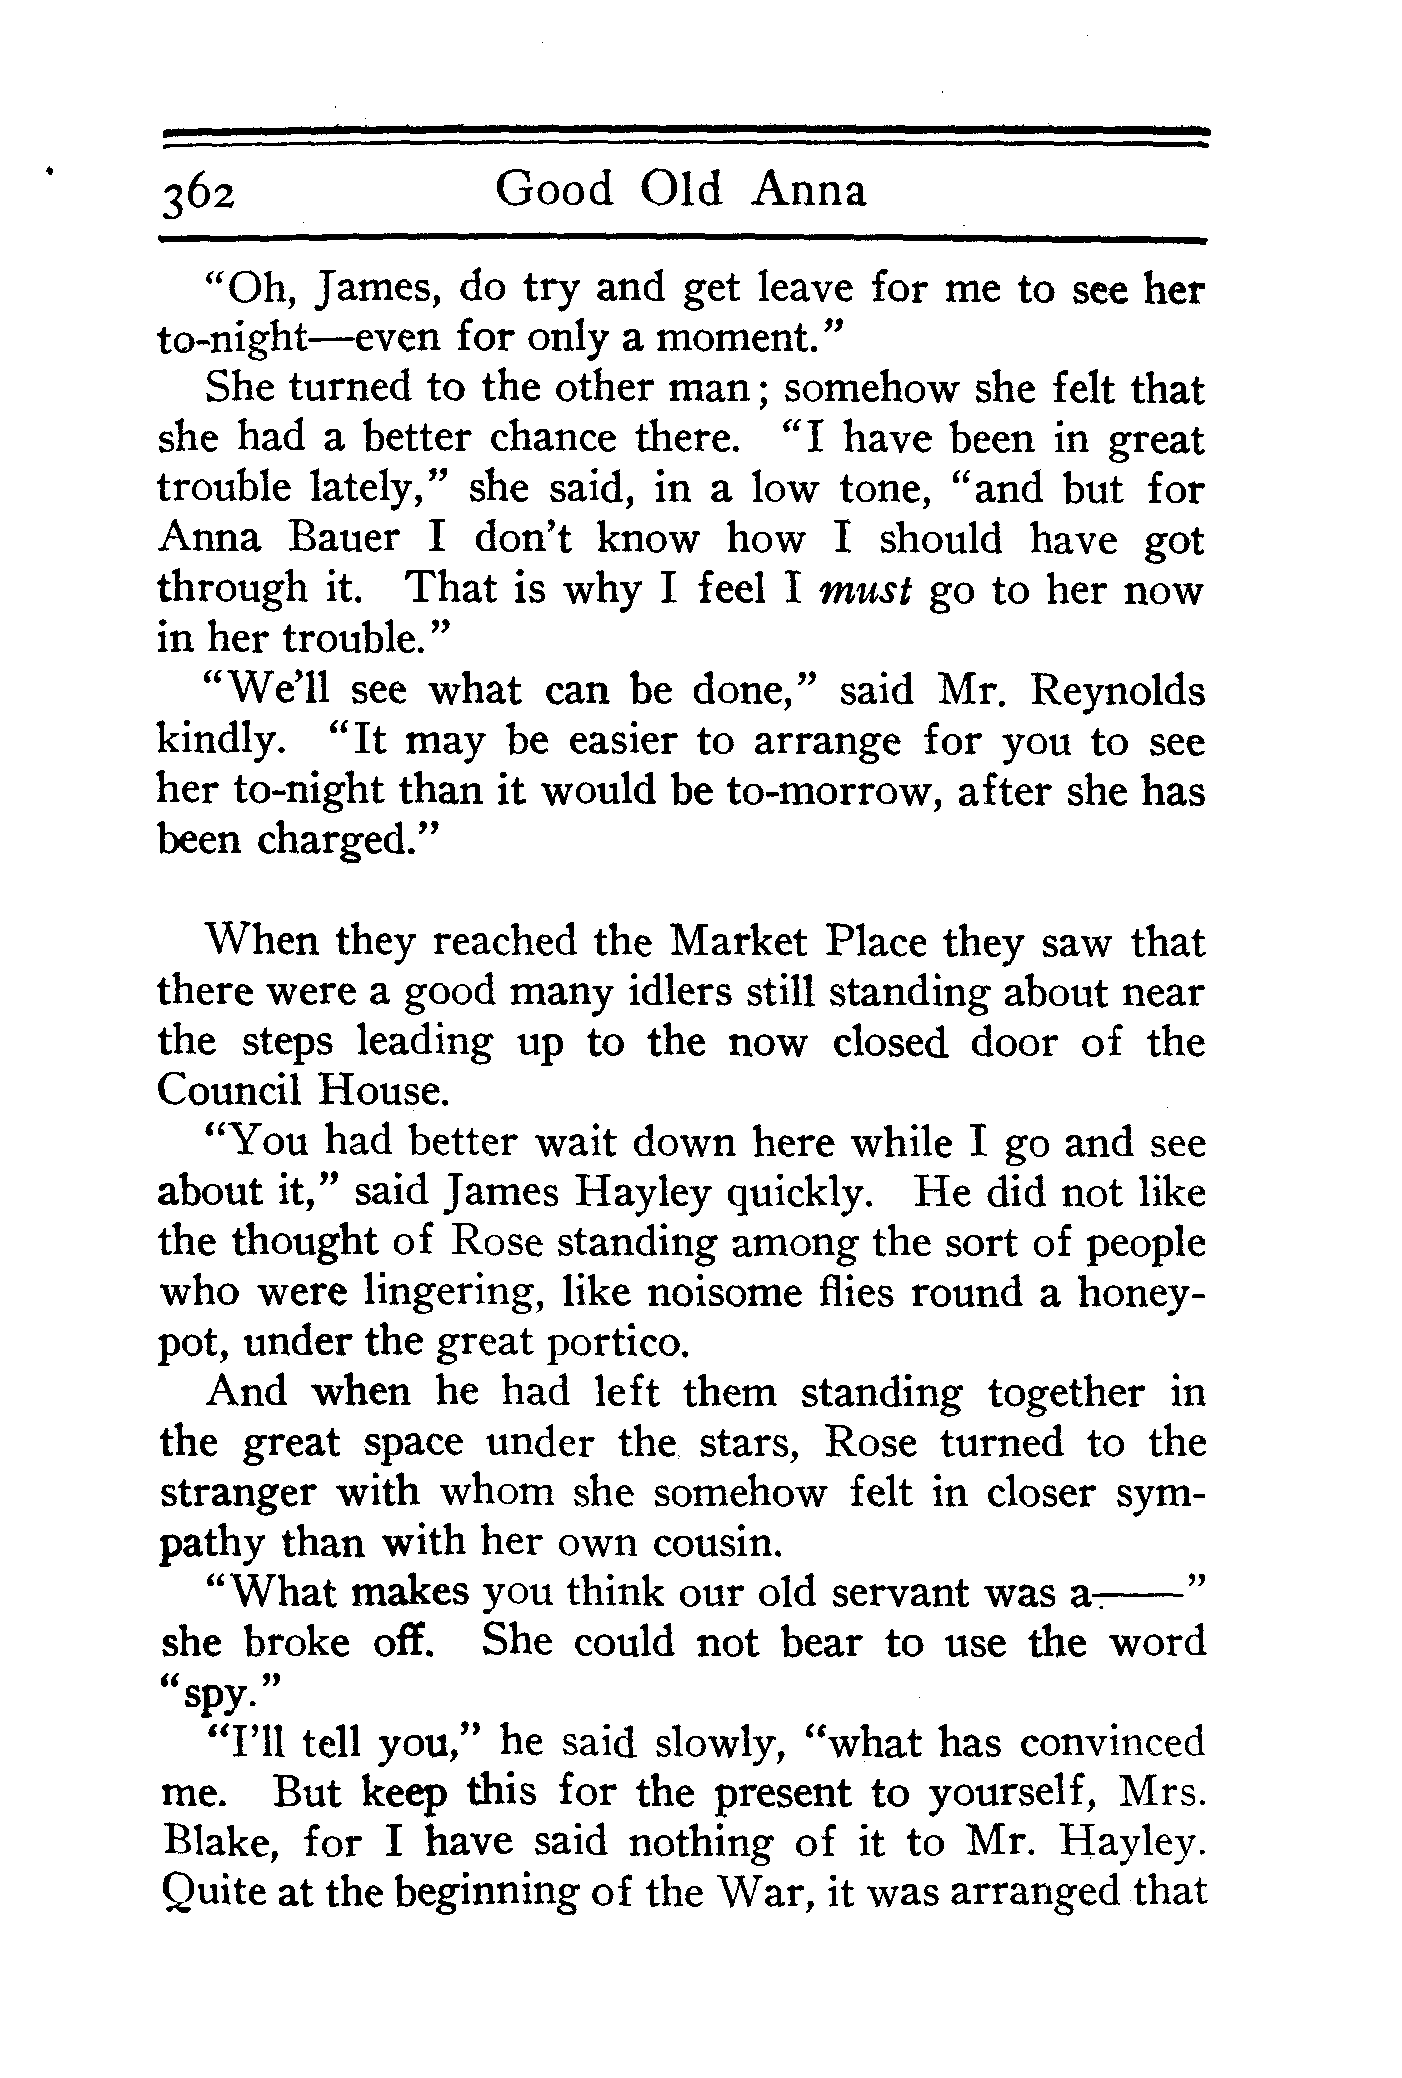 362 Good Old Anna
“Oh, James, do try and get leave for me to see her
to-night—even for only a moment.”
She turned to the other man; somehow she felt that
she had a better chance there. “I have been in great
trouble lately,” she said, in a low tone, “and but for
Anna Bauer I don’t know how I should have got
through it. That is why I feel I must go to her now
in her trouble.”
“We’ll see what can be done,” said Mr. Reynolds
kindly. “It may be easier to arrange for you to see
her to-night than it would be to-morrow, after she has
been charged.”
When they reached the Market Place they saw that
there were a good many idlers still standing about near
the steps leading up to the now closed door of the
Council House.
“You had better wait down here while I go and see
about it,” said James Hayley quickly. He did not like
the thought of Rose standing among the sort of people
who were lingering, like noisome flies round a honey-
pot, under the great portico.
And when he had left them standing together in
the great space under the stars, Rose turned to the
stranger with whom she somehow felt in closer sym-
pathy than with her own cousin.
“What makes you think our old servant was a——”
she broke off. She could not bear to use the word
“spy.”
“I’ll tell you,” he said slowly, “what has convinced
me. But keep this for the present to yourself, Mrs.
Blake, for I have said nothing of it to Mr. Hayley.
Quite at the beginning of the War, it was arranged that